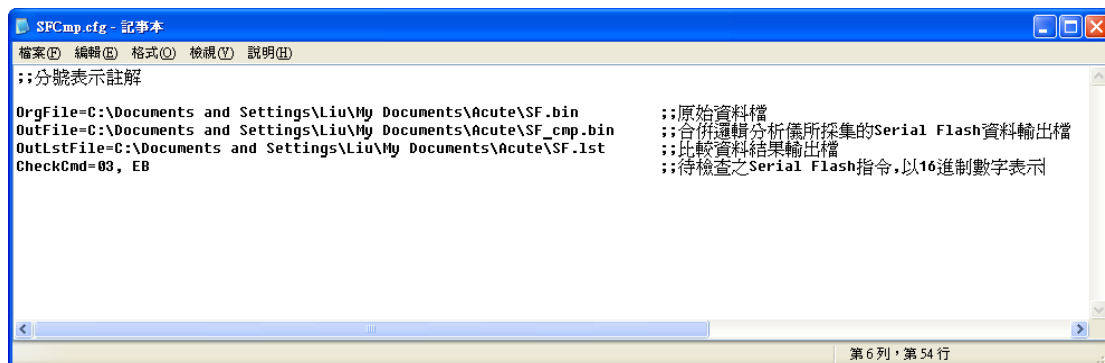 SFCmp.cfg - 記事本
檔案(F) 編輯(E) 格式(O) 檢視(V) 說明(H)
;;分號表示註解
OrgFile=C:\Documents and Settings\Liu\My Documents\Acute\SF.bin ;;原始資料檔
OutFile=C:\Documents and Settings\Liu\My Documents\Acute\SF_cmp.bin ;;合併邏輯分析儀所採集的Serial Flash資料輸出檔
OutLstFile=C:\Documents and Settings\Liu\My Documents\Acute\SF.lst ;;比較資料結果輸出檔
CheckCmd=03, EB ;;待檢查之Serial Flash指令,以16進制數字表示
第 6 列，第 54 行